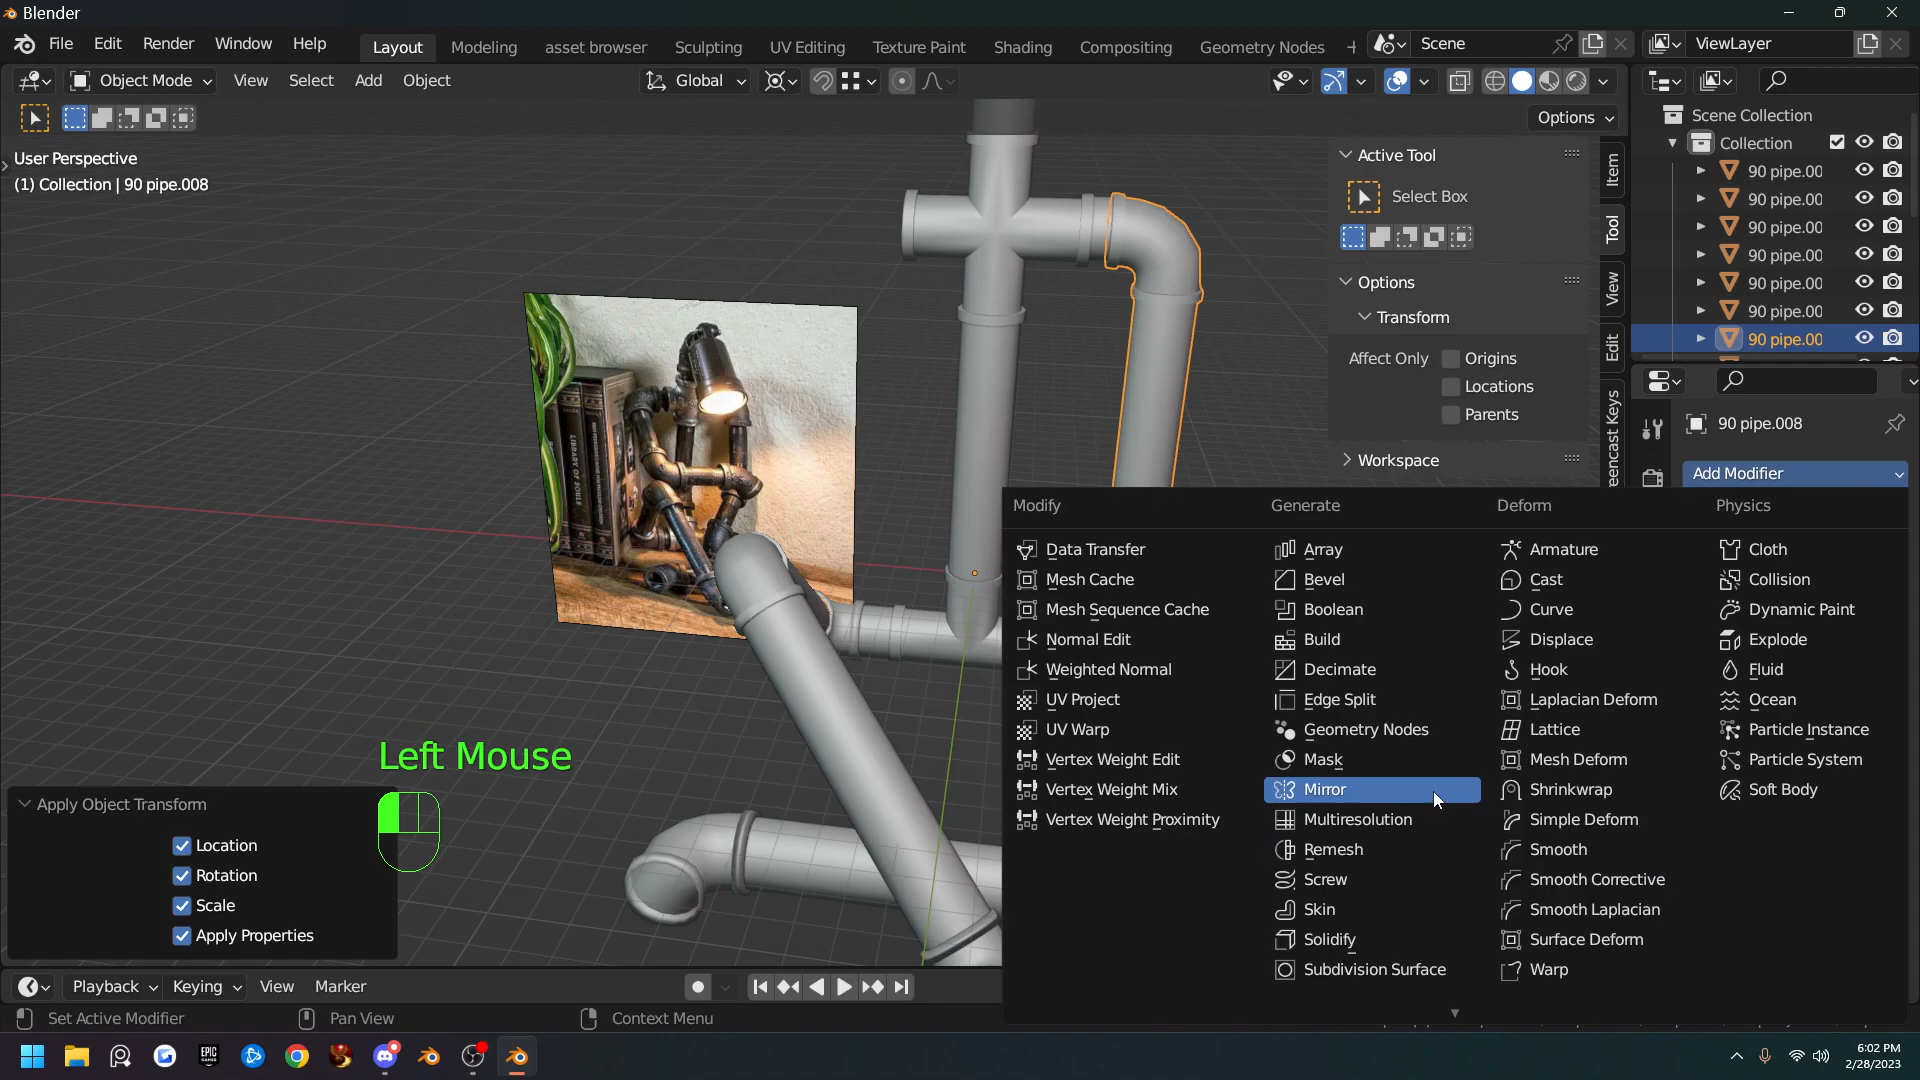 Blender
File Edit Render Window Help
Layout Modeling asset browser Sculpting UV Editing Texture Paint Shading Compositing Geometry Nodes
Scene
ViewLayer
Object Mode View Select Add Object
Global
Options
User Perspective
(1) Collection | 90 pipe.008
Active Tool
Select Box
Options
Transform
Affect Only Origins
Locations
Parents
Workspace
Item
Tool
View
Edit
eencast Keys
Scene Collection
Collection
90 pipe.00
90 pipe.00
90 pipe.00
90 pipe.00
90 pipe.00
90 pipe.00
90 pipe.00
90 pipe.008
Add Modifier
Modify
Data Transfer
Mesh Cache
Mesh Sequence Cache
Normal Edit
Weighted Normal
UV Project
UV Warp
Vertex Weight Edit
Vertex Weight Mix
Vertex Weight Proximity
Generate
Array
Bevel
Boolean
Build
Decimate
Edge Split
Geometry Nodes
Mask
Mirror
Multiresolution
Remesh
Screw
Skin
Solidify
Subdivision Surface
Deform
Armature
Cast
Curve
Displace
Hook
Laplacian Deform
Lattice
Mesh Deform
Shrinkwrap
Simple Deform
Smooth
Smooth Corrective
Smooth Laplacian
Surface Deform
Warp
Physics
Cloth
Collision
Dynamic Paint
Explode
Fluid
Ocean
Particle Instance
Particle System
Soft Body
LIBRARY OF SOULS
Left Mouse
Apply Object Transform
Location
Rotation
Scale
Apply Properties
Playback Keying View Marker
Set Active Modifier
Pan View
Context Menu
EPIC
GAMES
6:02 PM
2/28/2023